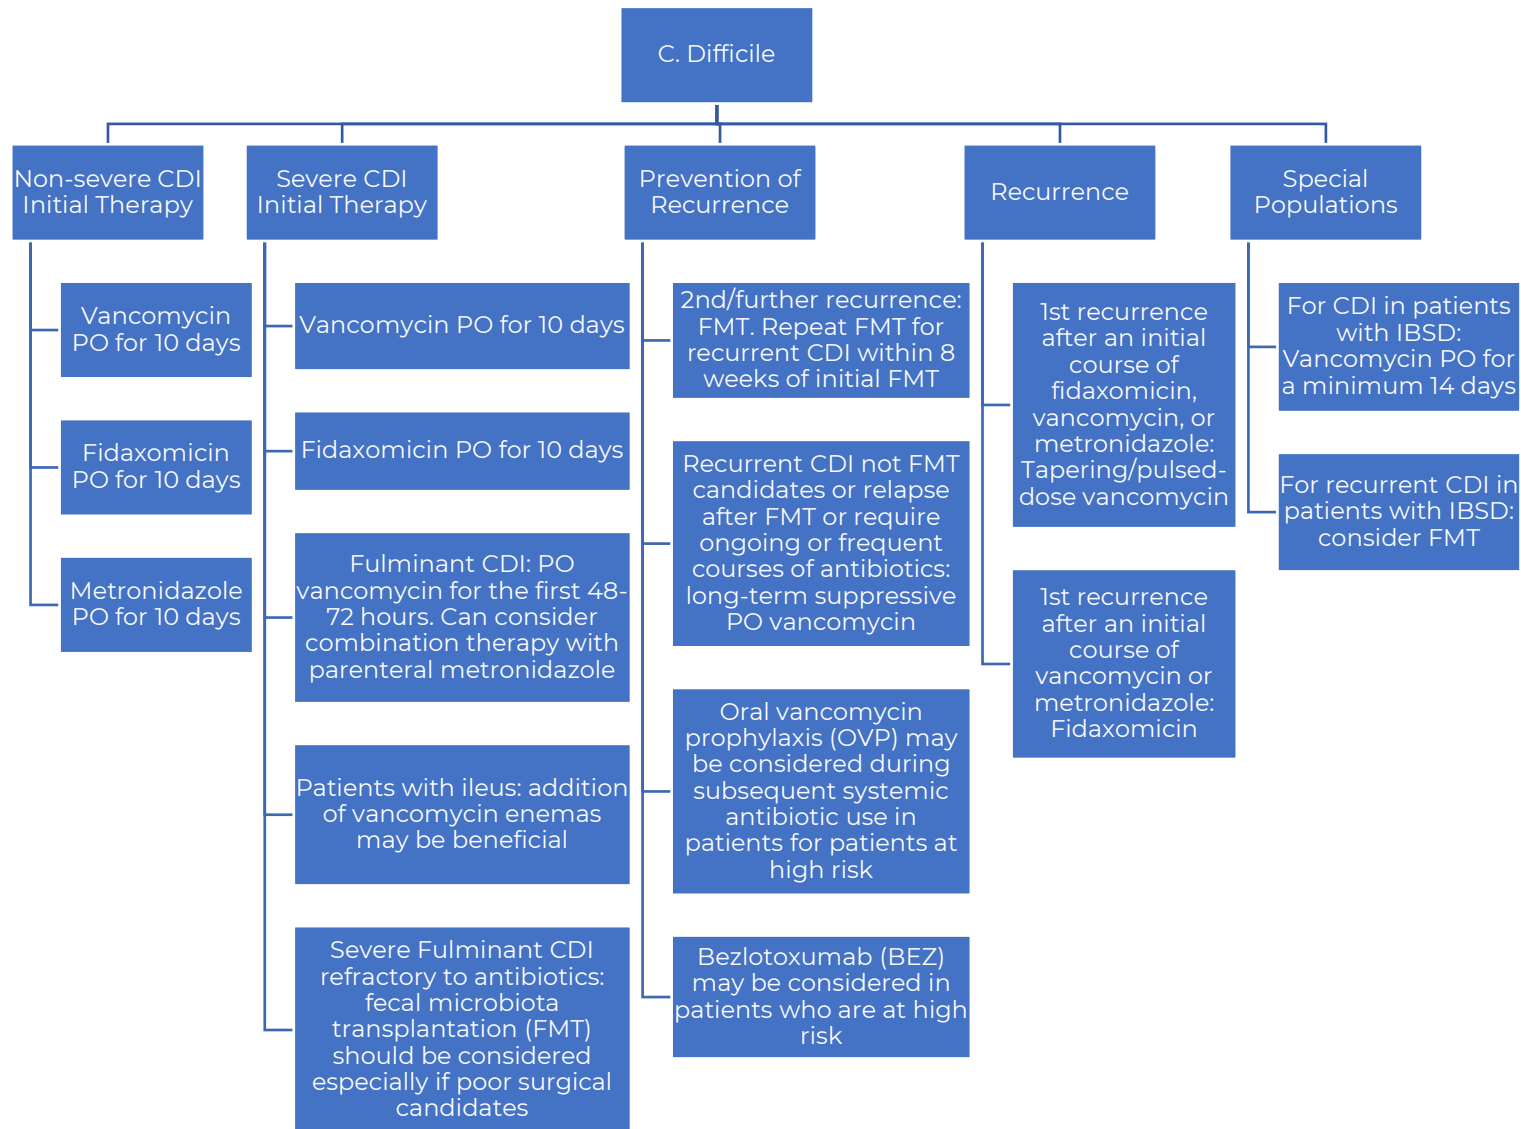 C. Difficile
Non-severe CDI
Initial Therapy
Vancomycin
PO for 10 days
Fidaxomicin
PO for 10 days
Metronidazole
PO for 10 days
Severe CDI
Initial Therapy
Vancomycin PO for 10 days
Fidaxomicin PO for 10 days
Fulminant CDI: PO
vancomycin for the first 48-
72 hours. Can consider
combination therapy with
parenteral metronidazole
Patients with ileus: addition
of vancomycin enemas
may be beneficial
Severe Fulminant CDI
refractory to antibiotics:
fecal microbiota
transplantation (FMT)
should be considered
especially if poor surgical
candidates
Prevention of
Recurrence
2nd/further recurrence:
FMT. Repeat FMT for
recurrent CDI within 8
weeks of initial FMT
Recurrent CDI not FMT
candidates or relapse
after FMT or require
ongoing or frequent
courses of antibiotics:
long-term suppressive
PO vancomycin
Oral vancomycin
prophylaxis (OVP) may
be considered during
subsequent systemic
antibiotic use in
patients for patients at
high risk
Bezlotoxumab (BEZ)
may be considered in
patients who are at high
risk
Recurrence
1st recurrence
after an initial
course of
fidaxomicin,
vancomycin, or
metronidazole:
Tapering/pulsed-
dose vancomycin
1st recurrence
after an initial
course of
vancomycin or
metronidazole:
Fidaxomicin
Special
Populations
For CDI in patients
with IBSD:
Vancomycin PO for
a minimum 14 days
For recurrent CDI in
patients with IBSD:
consider FMT